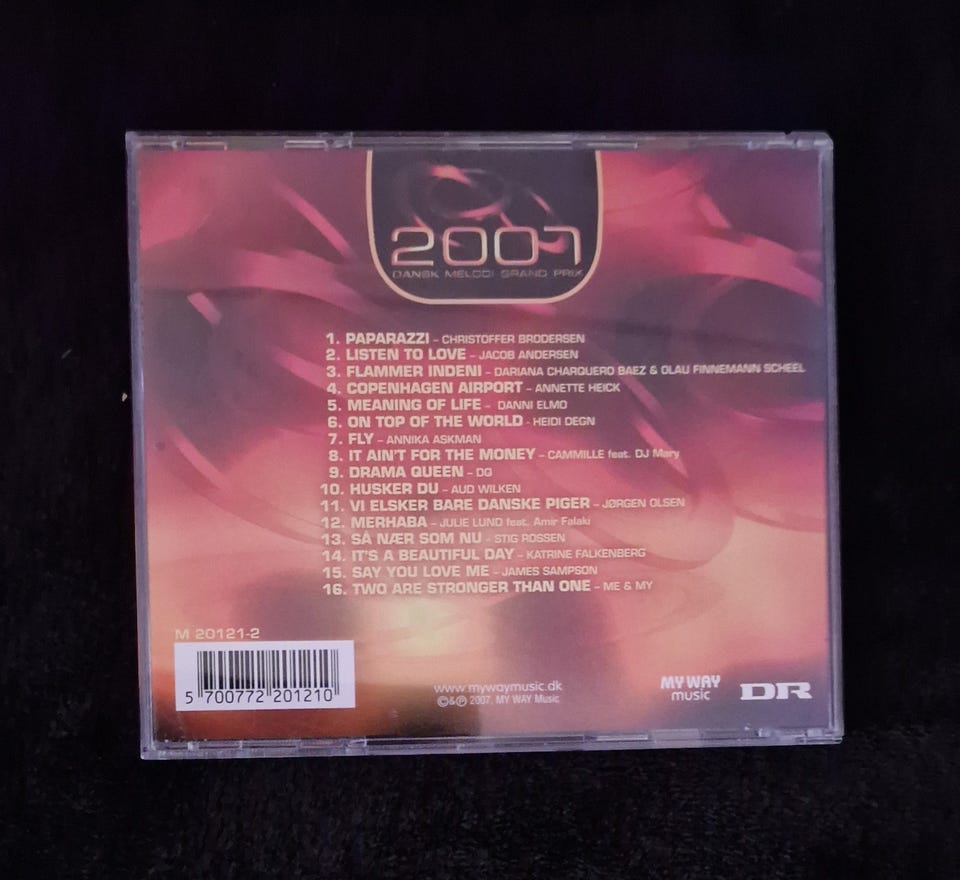 2007
DANSK MELODI GRAND PRIX
1. PAPARAZZI – CHRISTOFFER BRODERSEN
2. LISTEN TO LOVE – JACOB ANDERSEN
3. FLAMMER INDENI – DARIANA CHARQUERO BAEZ & OLAU FINNEMANN SCHEEL
4. COPENHAGEN AIRPORT – ANNETTE HEICK
5. MEANING OF LIFE – DANNI ELMO
6. ON TOP OF THE WORLD - HEIDI DEGN
7. FLY – ANNIKA ASKMAN
8. IT AIN'T FOR THE MONEY – CAMMILLE feat. DJ Mary
9. DRAMA QUEEN – DQ
10. HUSKER DU – AUD WILKEN
11. VI ELSKER BARE DANSKE PIGER – JØRGEN OLSEN
12. MERHABA – JULIE LUND feat. Amir Falaki
13. SÅ NÆR SOM NU – STIG ROSSEN
14. IT'S A BEAUTIFUL DAY – KATRINE FALKENBERG
15. SAY YOU LOVE ME – JAMES SAMPSON
16. TWO ARE STRONGER THAN ONE – ME & MY
M 20121-2
5 700772 201210
www.mywaymusic.dk
©&℗ 2007, MY WAY Music
MY WAY
music
DR